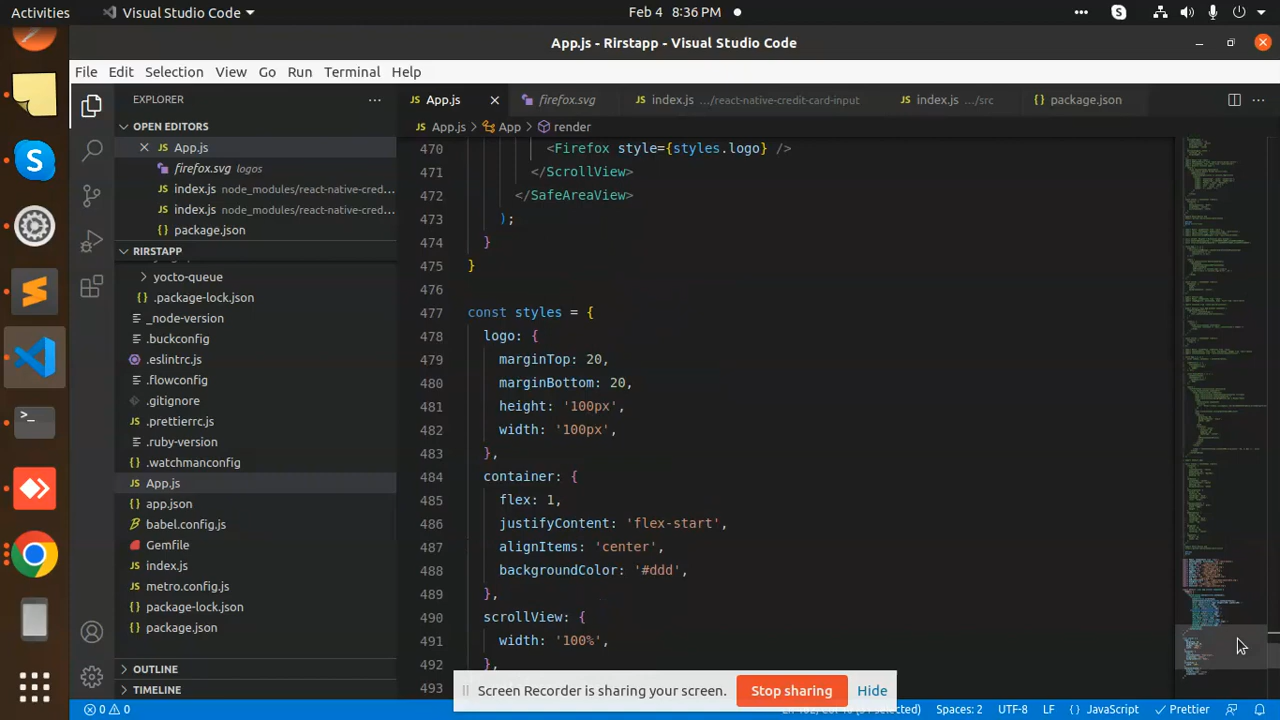 Activities
Visual Studio Code
Feb 4 8:36 PM
App.js - Rirstapp - Visual Studio Code
File Edit Selection View Go Run Terminal Help
EXPLORER
OPEN EDITORS
App.js
firefox.svg logos
index.js node_modules/react-native-cred...
index.js node_modules/react-native-cred...
package.json
RIRSTAPP
yocto-queue
.package-lock.json
_node-version
.buckconfig
.eslintrc.js
.flowconfig
.gitignore
.prettierrc.js
.ruby-version
.watchmanconfig
App.js
app.json
babel.config.js
Gemfile
index.js
metro.config.js
package-lock.json
package.json
OUTLINE
TIMELINE
App.js
firefox.svg
index.js .../react-native-credit-card-input
index.js .../src
package.json
App.js > App > render
470 <Firefox style={styles.logo} />
471 </ScrollView>
472 </SafeAreaView>
473 );
474 }
475 }
476
477 const styles = {
478 logo: {
479 marginTop: 20,
480 marginBottom: 20,
481 height: '100px',
482 width: '100px',
483 },
484 container: {
485 flex: 1,
486 justifyContent: 'flex-start',
487 alignItems: 'center',
488 backgroundColor: '#ddd',
489 },
490 scrollView: {
491 width: '100%',
492 },
493
Screen Recorder is sharing your screen.
Stop sharing
Hide
0 0
Spaces: 2
UTF-8
LF
{} JavaScript
Prettier